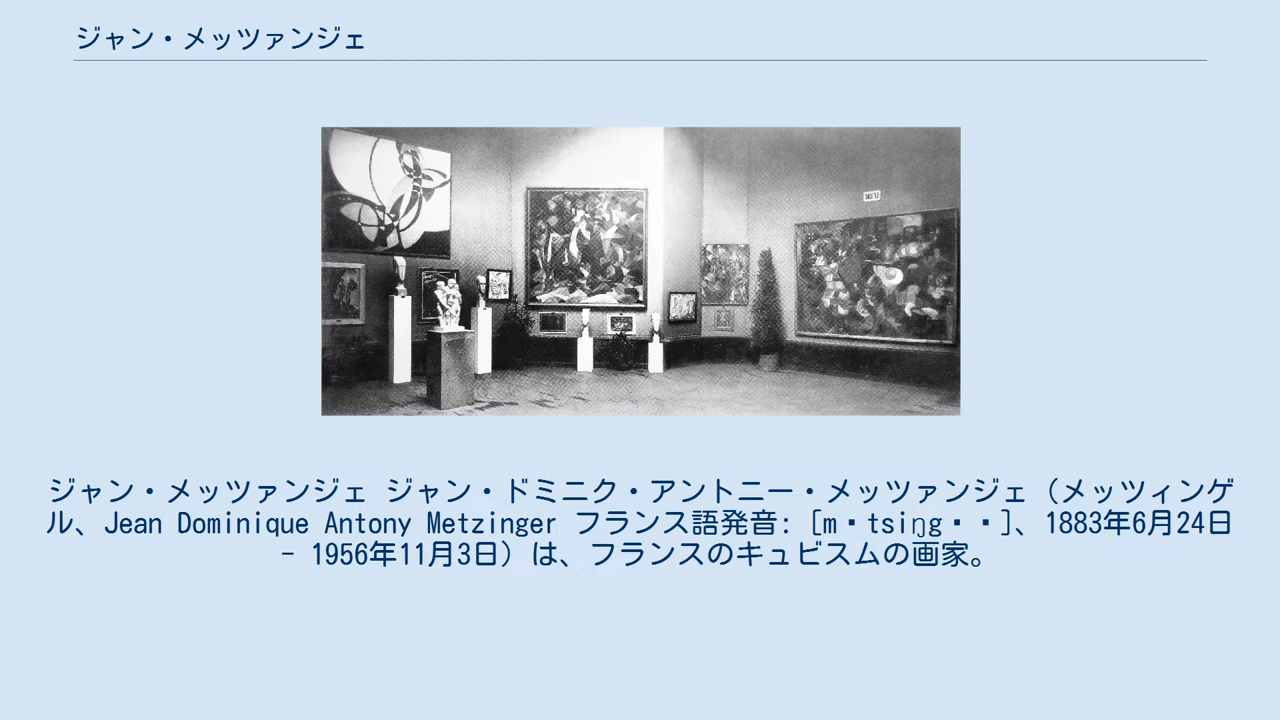 ジャン・メッツァンジェ
ジャン・メッツァンジェ ジャン・ドミニク・アントニー・メッツァンジェ（メッツィンゲ
ル、Jean Dominique Antony Metzinger フランス語発音: [m▪tsiŋg▪▪]、1883年6月24日
– 1956年11月3日）は、フランスのキュビスムの画家。